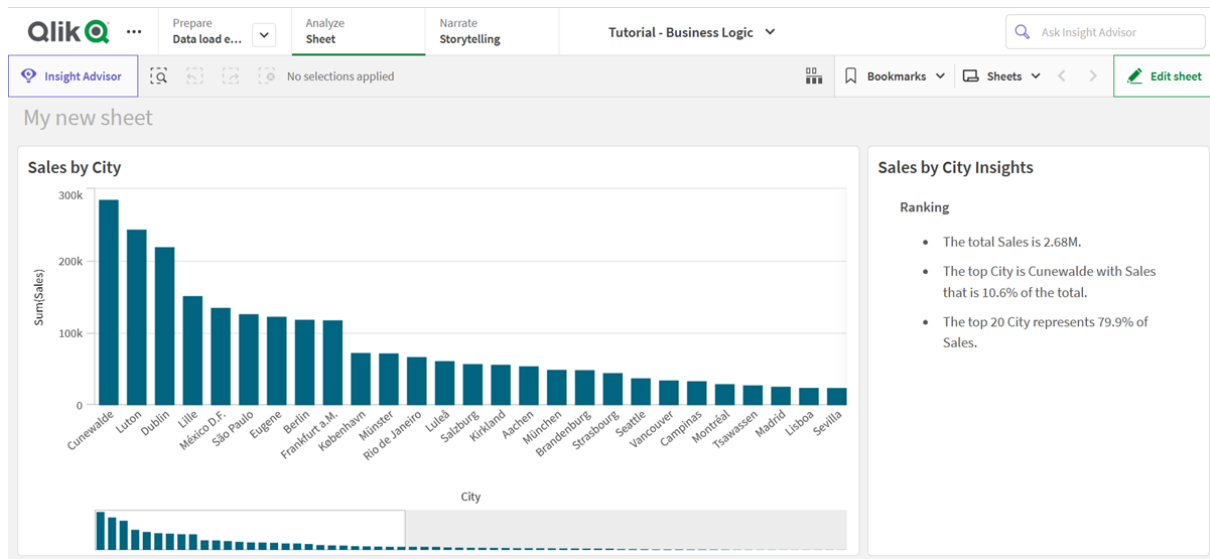 Qlik
Prepare
Data load e...
Analyze
Sheet
Narrate
Storytelling
Tutorial - Business Logic
Ask Insight Advisor
Insight Advisor
No selections applied
Bookmarks
Sheets
Edit sheet
My new sheet
Sales by City
300k
200k
100k
0
Sum(Sales)
Cunewalde
Luton
Dublin
Lille
México D.F.
São Paulo
Eugene
Berlin
Frankfurt a.M.
København
Münster
Rio de Janeiro
Luleå
Salzburg
Kirkland
Aachen
München
Brandenburg
Strasbourg
Seattle
Vancouver
Campinas
Montréal
Tsawassen
Madrid
Lisboa
Sevilla
City
Sales by City Insights
Ranking
• The total Sales is 2.68M.
• The top City is Cunewalde with Sales
that is 10.6% of the total.
• The top 20 City represents 79.9% of
Sales.